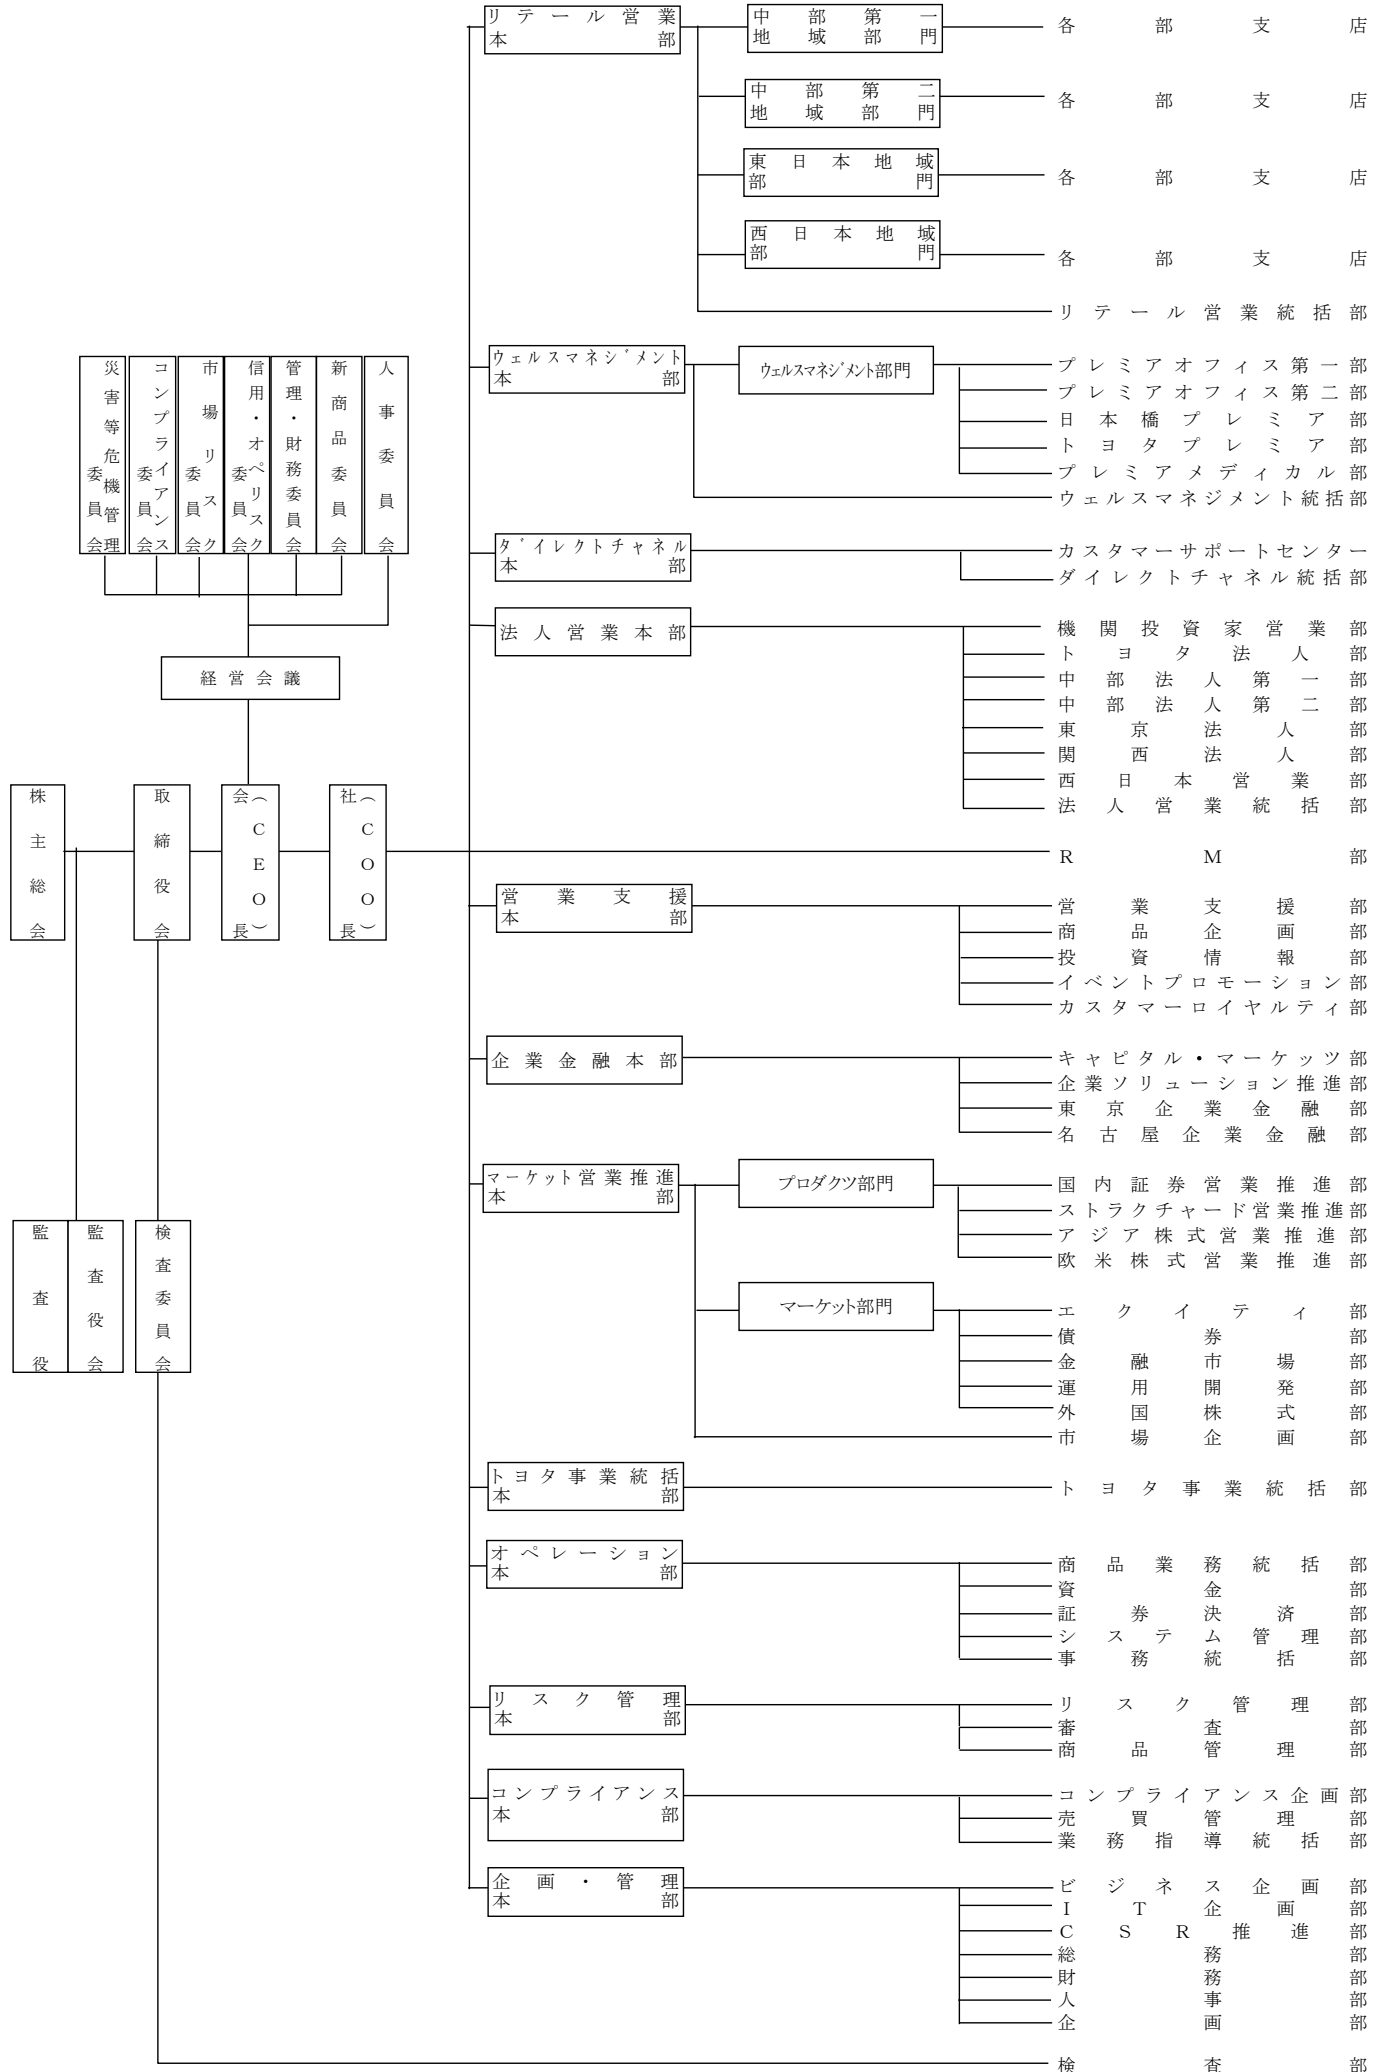 リテール営業
本部
中部第一
地域部門
各部支店
中部第二
地域部門
各部支店
東日本地域
部門
各部支店
西日本地域
部門
各部支店
リテール営業統括部
災害等危機管理
委員会
コンプライアンス
委員会
市場リスク
委員会
信用・オペリスク
委員会
管理・財務委員会
新商品委員会
人事委員会
ウェルスマネジメント
本部
ウェルスマネジメント部門
プレミアオフィス第一部
プレミアオフィス第二部
日本橋プレミア部
トヨタプレミア部
プレミアメディカル部
ウェルスマネジメント統括部
ダイレクトチャネル
本部
カスタマーサポートセンター
ダイレクトチャネル統括部
法人営業本部
機関投資家営業部
トヨタ法人部
中部法人第一部
中部法人第二部
東京法人部
関西法人部
西日本営業部
法人営業統括部
経営会議
株主総会
取締役会
会長
（CEO）
社長
（COO）
RM部
営業支援
本部
営業支援部
商品企画部
投資情報部
イベントプロモーション部
カスタマーロイヤルティ部
企業金融本部
キャピタル・マーケッツ部
企業ソリューション推進部
東京企業金融部
名古屋企業金融部
マーケット営業推進
本部
プロダクツ部門
国内証券営業推進部
ストラクチャード営業推進部
アジア株式営業推進部
欧米株式営業推進部
監査役
監査役会
検査委員会
マーケット部門
エクイティ部
債券部
金融市場部
運用開発部
外国株式部
市場企画部
トヨタ事業統括
本部
トヨタ事業統括部
オペレーション
本部
商品業務統括部
資金部
証券決済部
システム管理部
事務統括部
リスク管理
本部
リスク管理部
審査部
商品管理部
コンプライアンス
本部
コンプライアンス企画部
売買管理部
業務指導統括部
企画・管理
本部
ビジネス企画部
IT企画部
CSR推進部
総務部
財務部
人事部
企画部
検査部